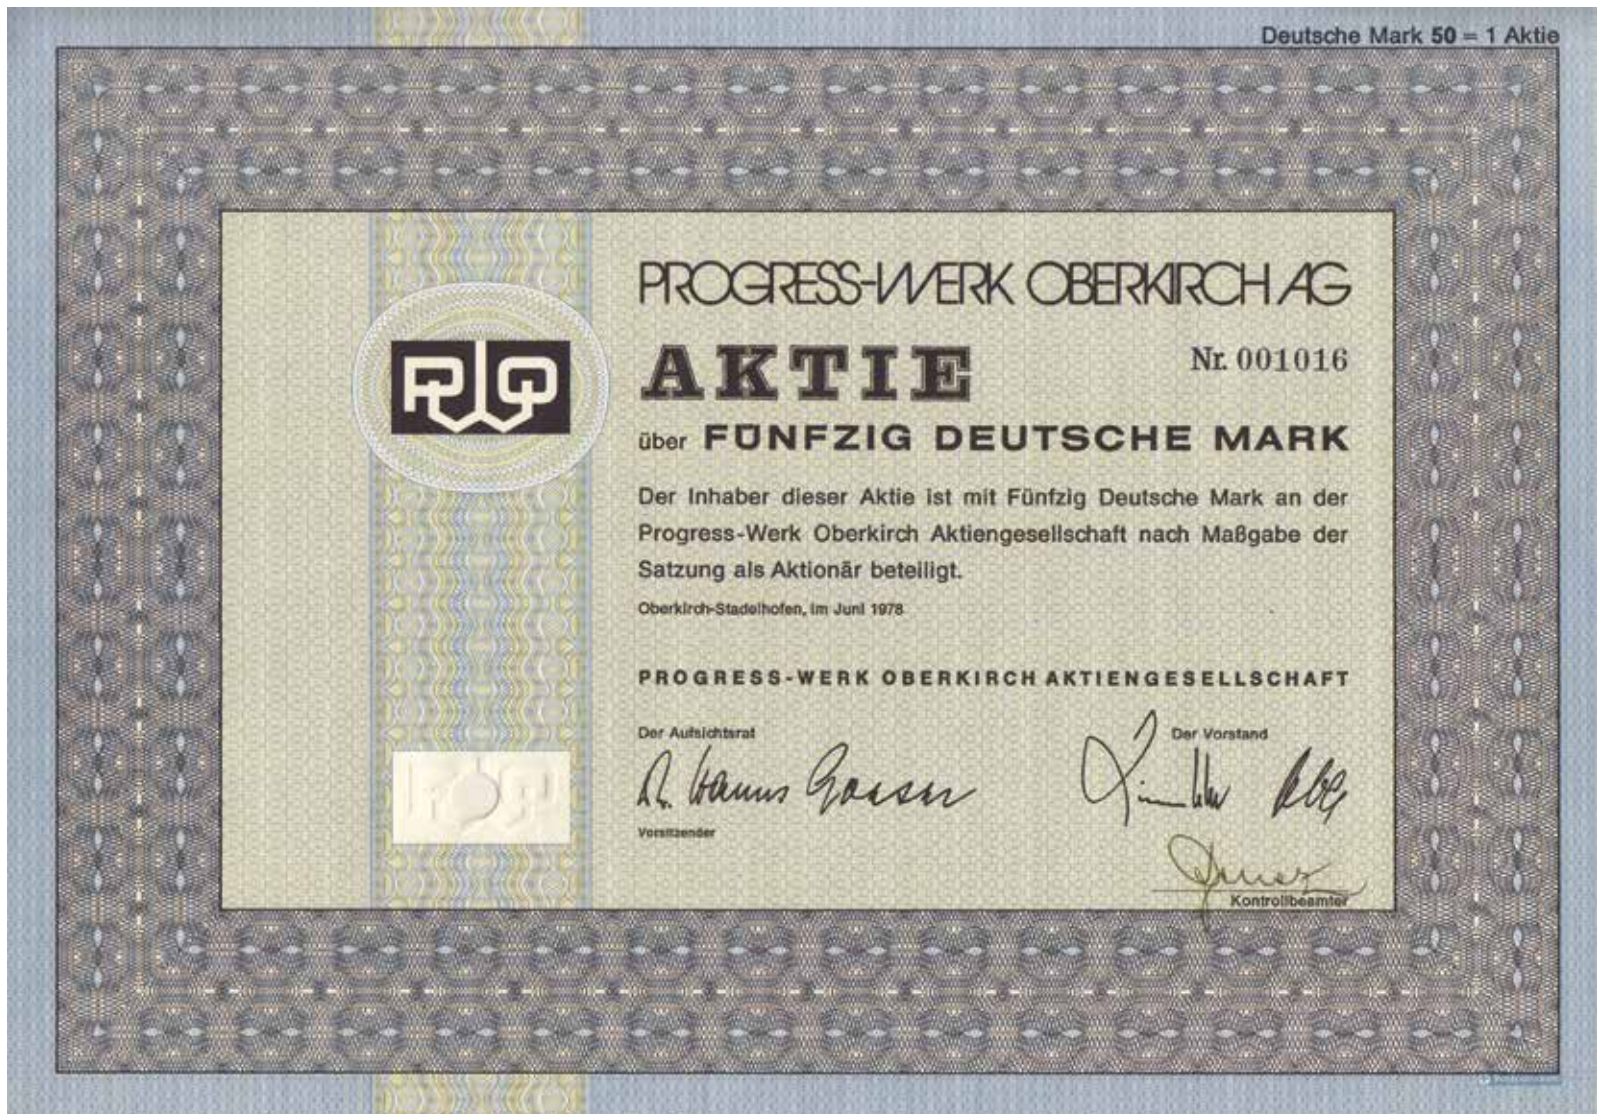 Deutsche Mark 50 = 1 Aktie
PROGRESS-WERK OBERKIRCH AG
PWO
AKTIE
Nr. 001016
über FÜNFZIG DEUTSCHE MARK
Der Inhaber dieser Aktie ist mit Fünfzig Deutsche Mark an der
Progress-Werk Oberkirch Aktiengesellschaft nach Maßgabe der
Satzung als Aktionär beteiligt.
Oberkirch-Stadelhofen, im Juni 1978
PROGRESS-WERK OBERKIRCH AKTIENGESELLSCHAFT
Der Aufsichtsrat
Der Vorstand
Vorsitzender
Kontrollbeamter